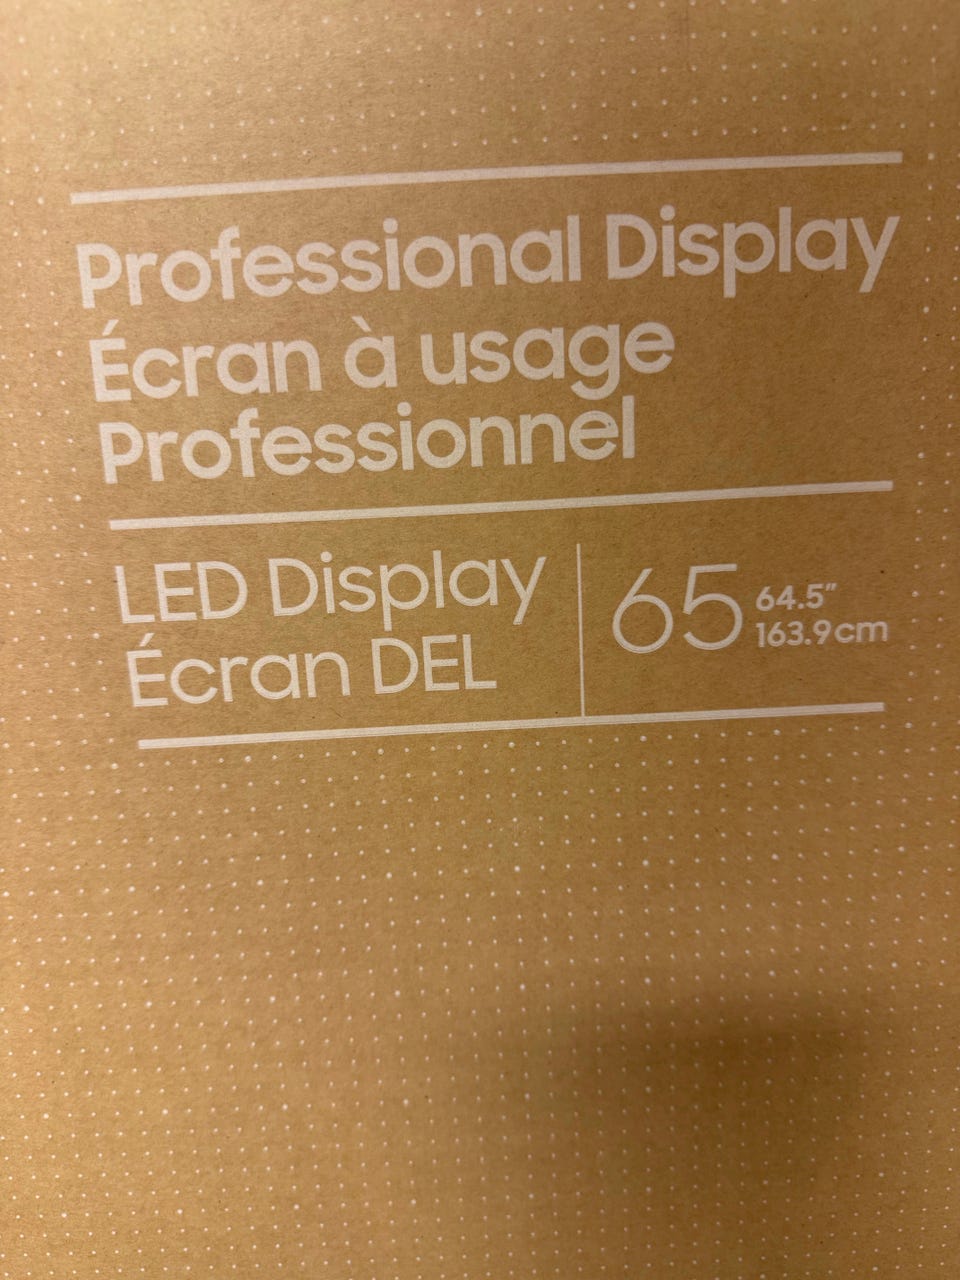 Professional Display
Écran à usage
Professionnel
LED Display
Écran DEL
65
64.5"
163.9cm